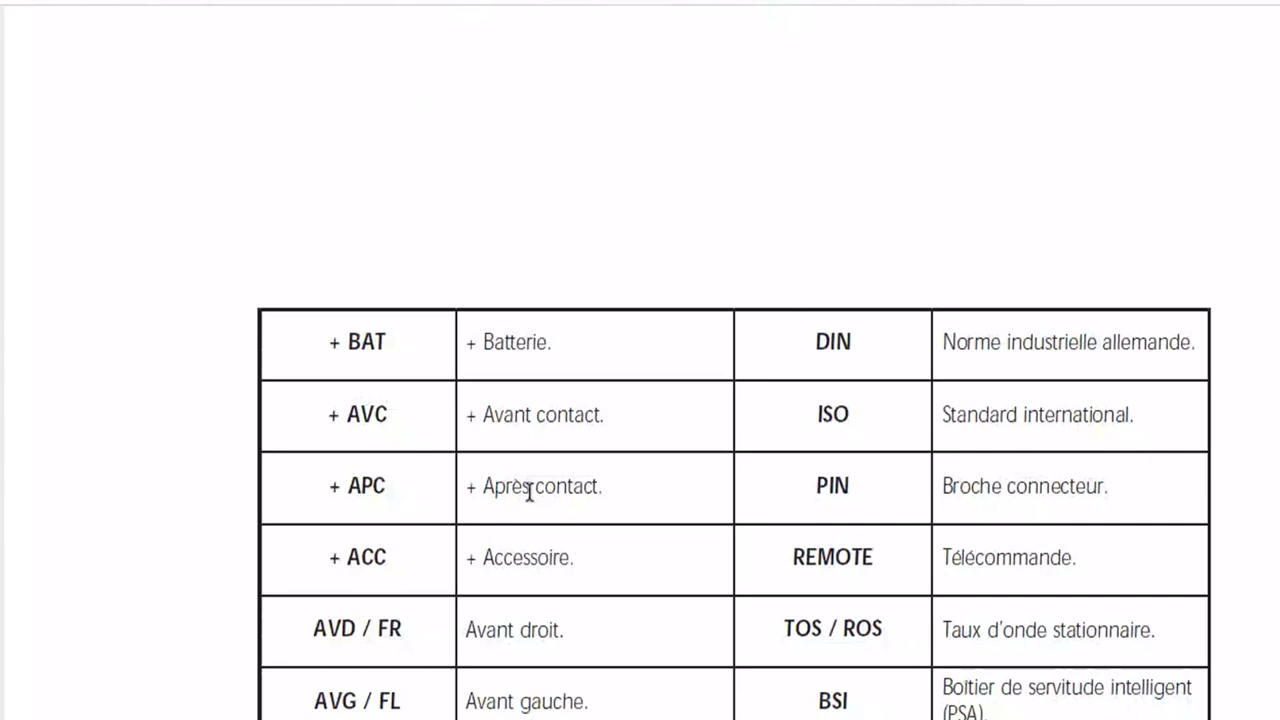 + BAT + Batterie. DIN Norme industrielle allemande.
+ AVC + Avant contact. ISO Standard international.
+ APC + Après contact. PIN Broche connecteur.
+ ACC + Accessoire. REMOTE Télécommande.
AVD / FR Avant droit. TOS / ROS Taux d'onde stationnaire.
AVG / FL Avant gauche. BSI Boîtier de servitude intelligent
(PSA).